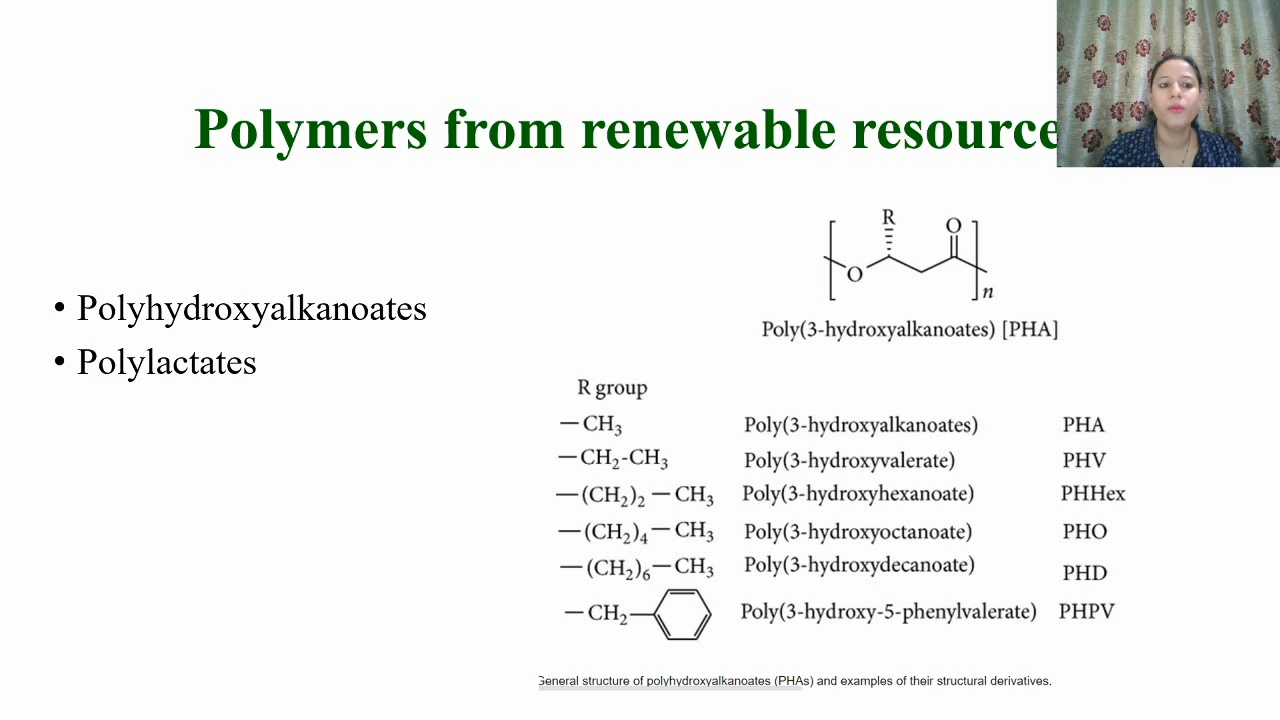 Polymers from renewable resource
• Polyhydroxyalkanoates
• Polylactates
R
O
O
n
Poly(3-hydroxyalkanoates) [PHA]
R group
—CH₃ Poly(3-hydroxyalkanoates) PHA
—CH₂-CH₃ Poly(3-hydroxyvalerate) PHV
—(CH₂)₂—CH₃ Poly(3-hydroxyhexanoate) PHHex
—(CH₂)₄—CH₃ Poly(3-hydroxyoctanoate) PHO
—(CH₂)₆—CH₃ Poly(3-hydroxydecanoate) PHD
—CH₂— Poly(3-hydroxy-5-phenylvalerate) PHPV
General structure of polyhydroxyalkanoates (PHAs) and examples of their structural derivatives.